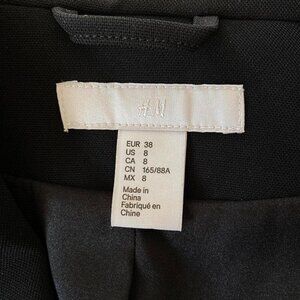 H&M
EUR 38
US 8
CA 8
CN 165/88A
MX 8
Made in
China
Fabriqué en
Chine